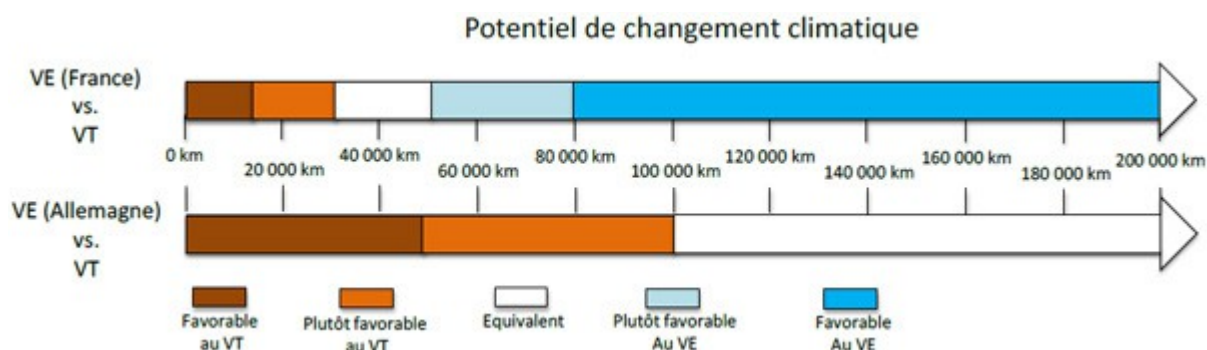 Potentiel de changement climatique
VE (France)
vs.
VT
0 km
20 000 km
40 000 km
60 000 km
80 000 km
100 000 km
120 000 km
140 000 km
160 000 km
180 000 km
200 000 km
VE (Allemagne)
vs.
VT
Favorable
au VT
Plutôt favorable
au VT
Equivalent
Plutôt favorable
Au VE
Favorable
Au VE